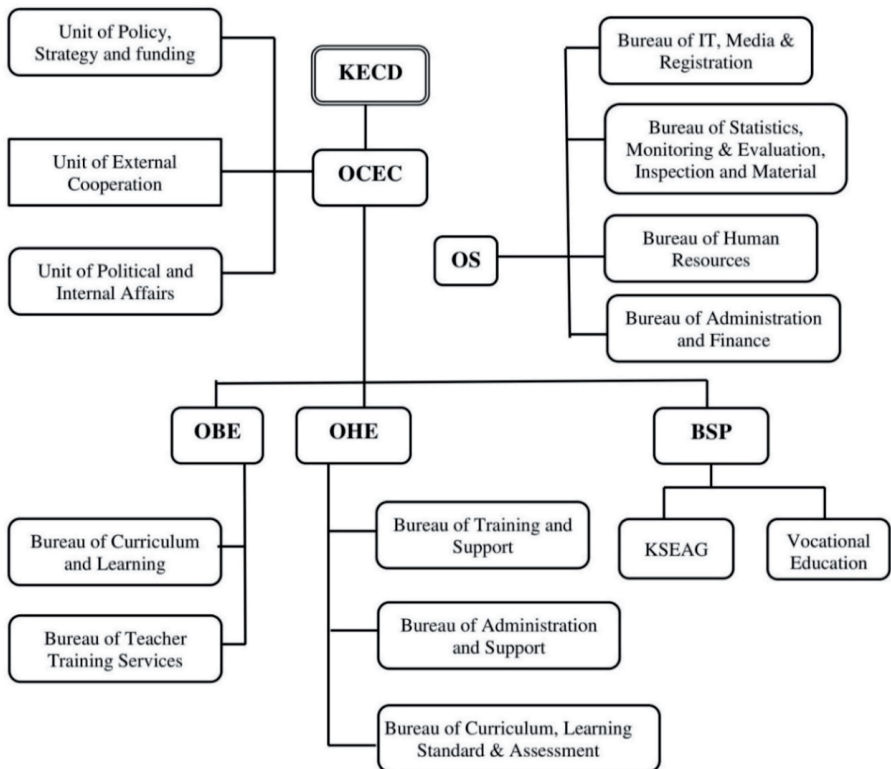 Unit of Policy,
Strategy and funding
KECD
Bureau of IT, Media &
Registration
Unit of External
Cooperation
OCEC
Bureau of Statistics,
Monitoring & Evaluation,
Inspection and Material
Unit of Political and
Internal Affairs
OS
Bureau of Human
Resources
Bureau of Administration
and Finance
OBE
OHE
BSP
Bureau of Curriculum
and Learning
Bureau of Teacher
Training Services
Bureau of Training and
Support
Bureau of Administration
and Support
Bureau of Curriculum, Learning
Standard & Assessment
KSEAG
Vocational
Education